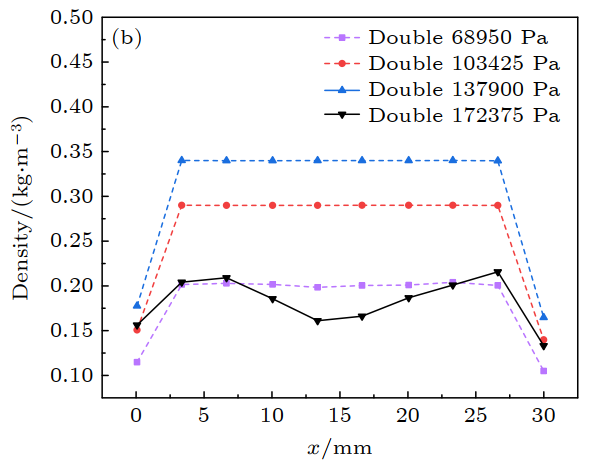 (b)
Double 68950 Pa
Double 103425 Pa
Double 137900 Pa
Double 172375 Pa
Density/(kg·m⁻³)
0.50
0.45
0.40
0.35
0.30
0.25
0.20
0.15
0.10
0 5 10 15 20 25 30
x/mm